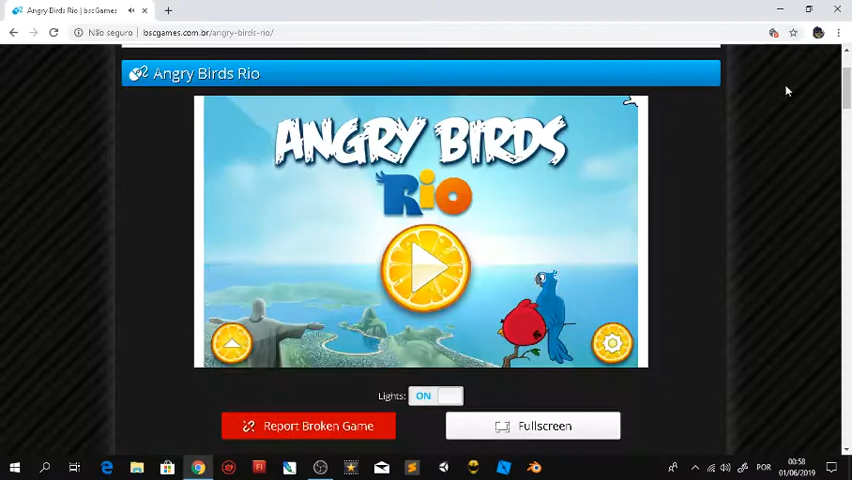 Angry Birds Rio | bscGames
Não seguro
bscgames.com.br/angry-birds-rio/
Angry Birds Rio
ANGRY BIRDS
Rio
Lights: ON
Report Broken Game
Fullscreen
POR
00:58
01/06/2019